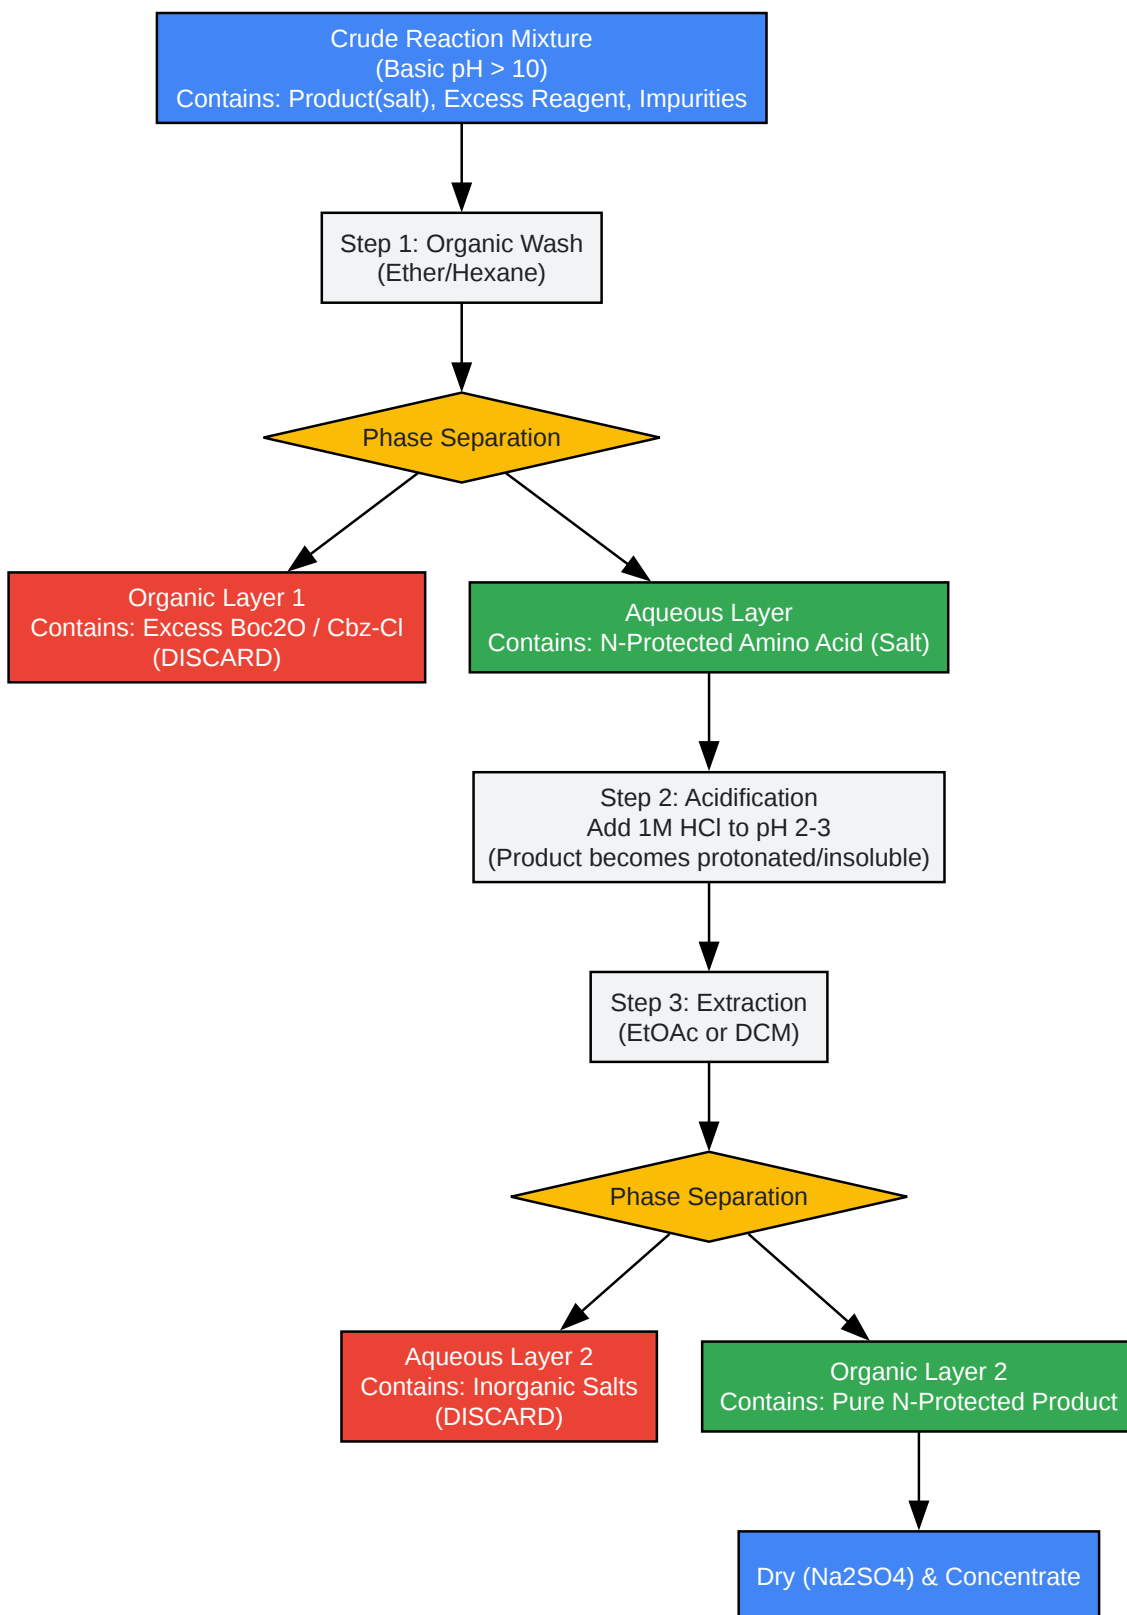 Crude Reaction Mixture
(Basic pH > 10)
Contains: Product(salt), Excess Reagent, Impurities
Step 1: Organic Wash
(Ether/Hexane)
Phase Separation
Organic Layer 1
Contains: Excess Boc2O / Cbz-Cl
(DISCARD)
Aqueous Layer
Contains: N-Protected Amino Acid (Salt)
Step 2: Acidification
Add 1M HCl to pH 2-3
(Product becomes protonated/insoluble)
Step 3: Extraction
(EtOAc or DCM)
Phase Separation
Aqueous Layer 2
Contains: Inorganic Salts
(DISCARD)
Organic Layer 2
Contains: Pure N-Protected Product
Dry (Na2SO4) & Concentrate